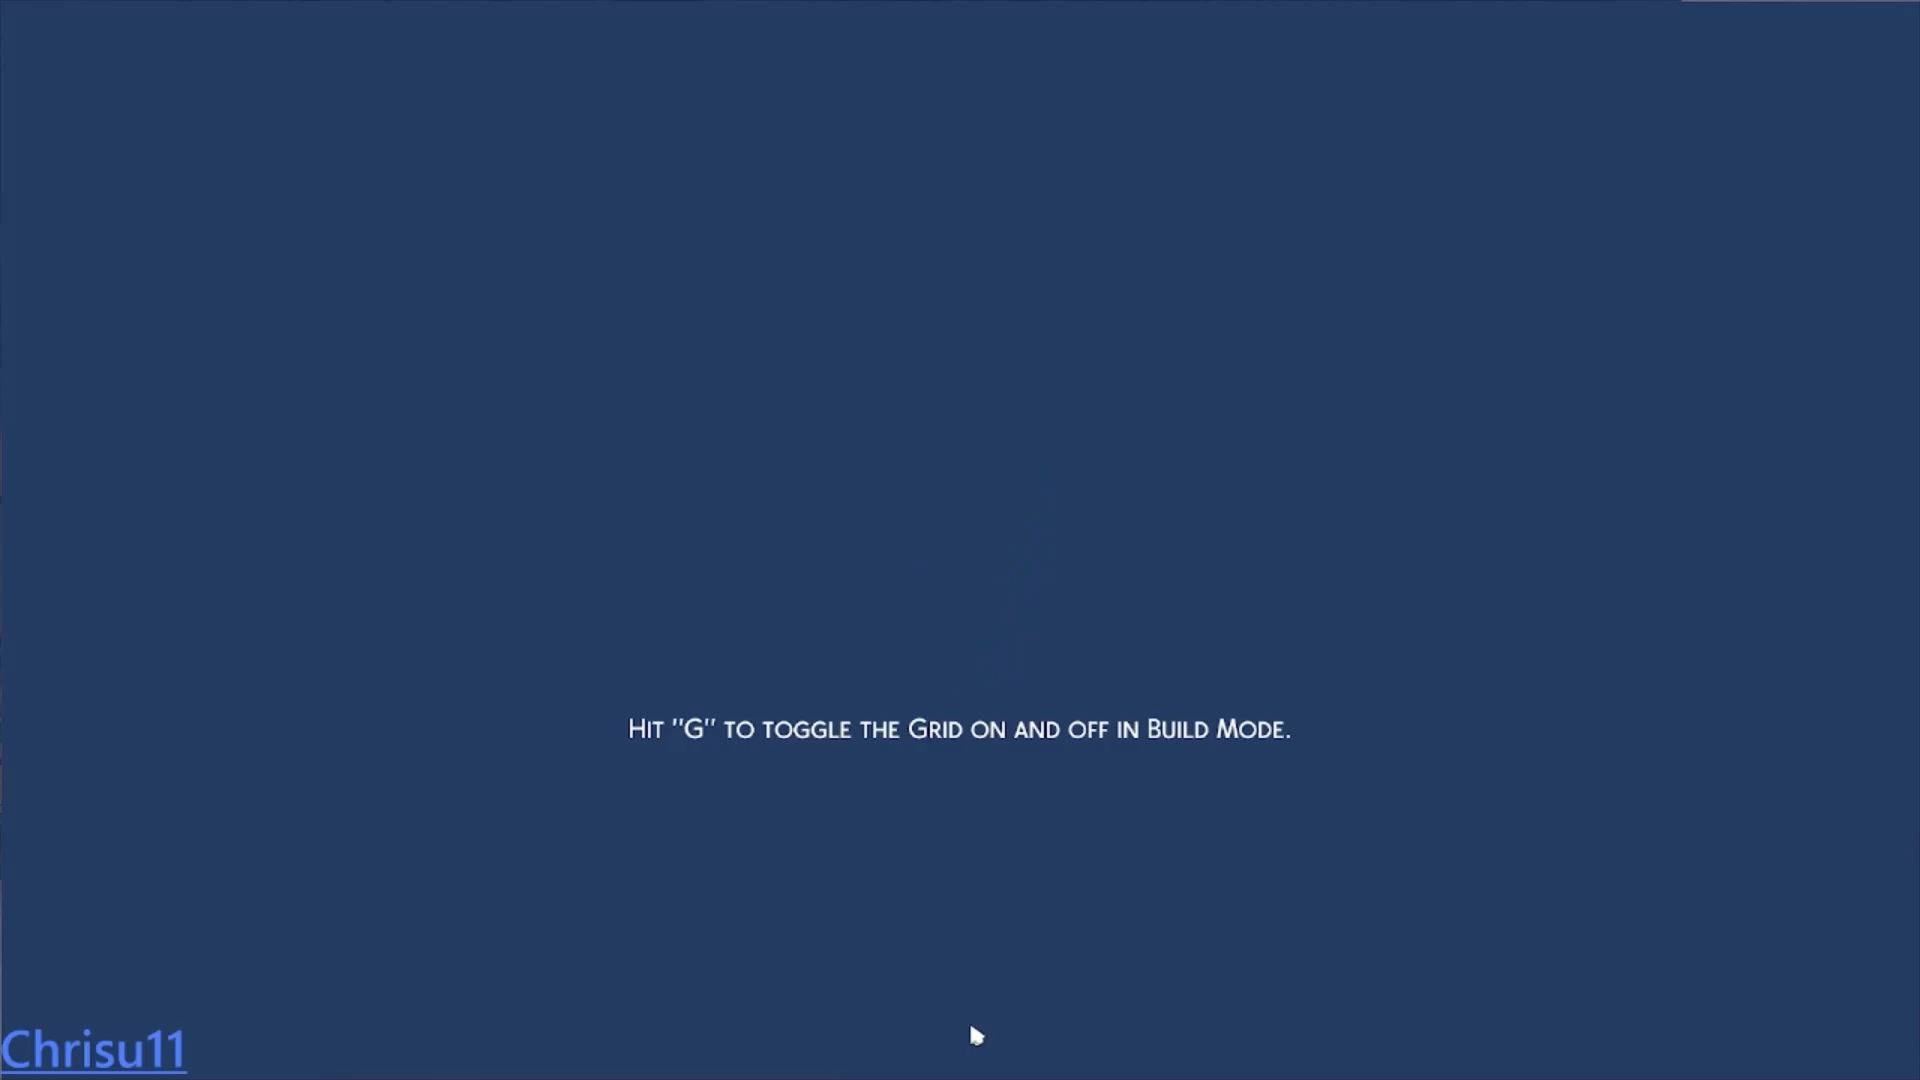 Hit "G" to toggle the Grid on and off in Build Mode.
Chrisu11